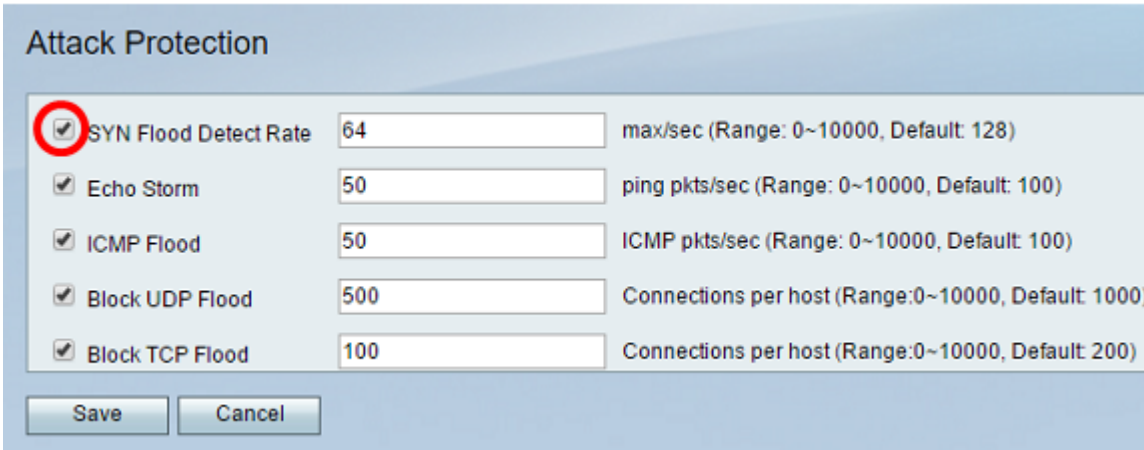 Attack Protection
SYN Flood Detect Rate 64 max/sec (Range: 0~10000, Default: 128)
Echo Storm 50 ping pkts/sec (Range: 0~10000, Default: 100)
ICMP Flood 50 ICMP pkts/sec (Range: 0~10000, Default: 100)
Block UDP Flood 500 Connections per host (Range:0~10000, Default: 1000)
Block TCP Flood 100 Connections per host (Range:0~10000, Default: 200)
Save Cancel